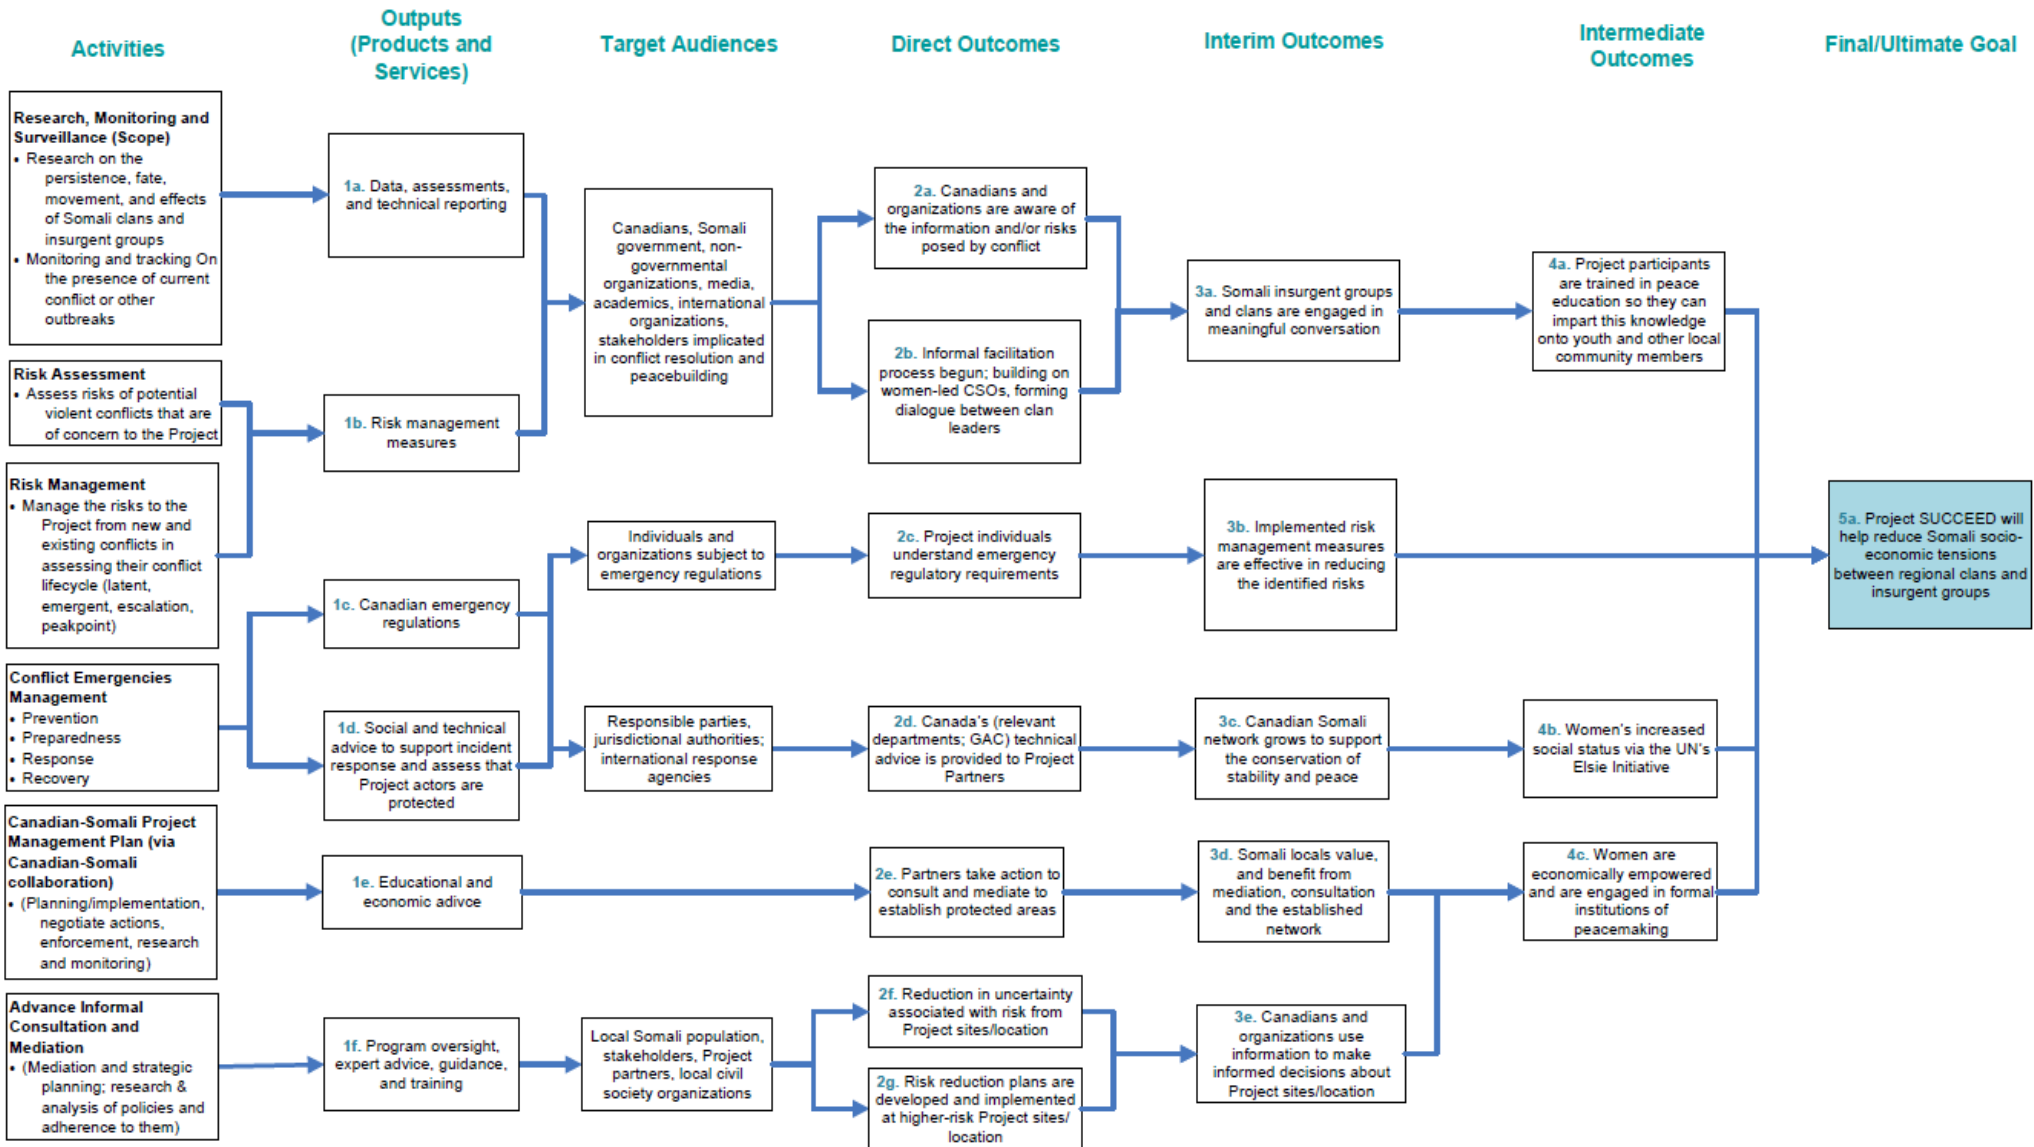 Activities
Outputs
(Products and
Services)
Target Audiences
Direct Outcomes
Interim Outcomes
Intermediate
Outcomes
Final/Ultimate Goal
Research, Monitoring and
Surveillance (Scope)
• Research on the
persistence, fate,
movement, and effects
of Somali clans and
insurgent groups
• Monitoring and tracking On
the presence of current
conflict or other
outbreaks
Risk Assessment
• Assess risks of potential
violent conflicts that are
of concern to the Project
Risk Management
• Manage the risks to the
Project from new and
existing conflicts in
assessing their conflict
lifecycle (latent,
emergent, escalation,
peakpoint)
Conflict Emergencies
Management
• Prevention
• Preparedness
• Response
• Recovery
Canadian-Somali Project
Management Plan (via
Canadian-Somali
collaboration)
• (Planning/implementation,
negotiate actions,
enforcement, research
and monitoring)
Advance Informal
Consultation and
Mediation
• (Mediation and strategic
planning; research &
analysis of policies and
adherence to them)
1a. Data, assessments,
and technical reporting
1b. Risk management
measures
1c. Canadian emergency
regulations
1d. Social and technical
advice to support incident
response and assess that
Project actors are
protected
1e. Educational and
economic adivce
1f. Program oversight,
expert advice, guidance,
and training
Canadians, Somali
government, non-
governmental
organizations, media,
academics, international
organizations,
stakeholders implicated
in conflict resolution and
peacebuilding
Individuals and
organizations subject to
emergency regulations
Responsible parties,
jurisdictional authorities;
international response
agencies
Local Somali population,
stakeholders, Project
partners, local civil
society organizations
2a. Canadians and
organizations are aware of
the information and/or risks
posed by conflict
2b. Informal facilitation
process begun; building on
women-led CSOs, forming
dialogue between clan
leaders
2c. Project individuals
understand emergency
regulatory requirements
2d. Canada's (relevant
departments; GAC) technical
advice is provided to Project
Partners
2e. Partners take action to
consult and mediate to
establish protected areas
2f. Reduction in uncertainty
associated with risk from
Project sites/location
2g. Risk reduction plans are
developed and implemented
at higher-risk Project sites/
location
3a. Somali insurgent groups
and clans are engaged in
meaningful conversation
3b. Implemented risk
management measures
are effective in reducing
the identified risks
3c. Canadian Somali
network grows to support
the conservation of
stability and peace
3d. Somali locals value,
and benefit from
mediation, consultation
and the established
network
3e. Canadians and
organizations use
information to make
informed decisions about
Project sites/location
4a. Project participants
are trained in peace
education so they can
impart this knowledge
onto youth and other local
community members
4b. Women's increased
social status via the UN's
Elsie Initiative
4c. Women are
economically empowered
and are engaged in formal
institutions of
peacemaking
5a. Project SUCCEED will
help reduce Somali socio-
economic tensions
between regional clans and
insurgent groups